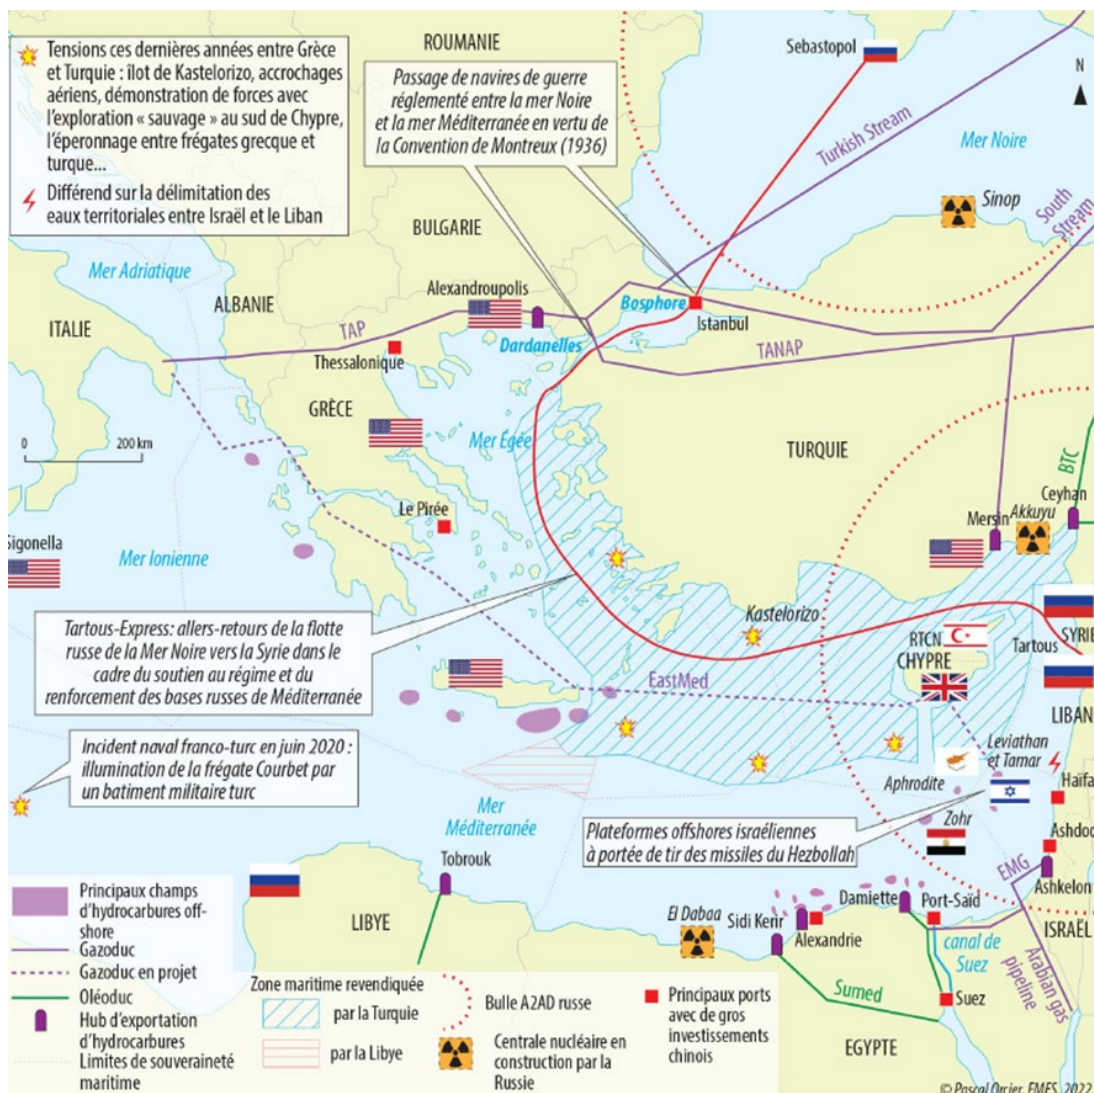 Tensions ces dernières années entre Grèce
et Turquie : îlot de Kastelorizo, accrochages
aériens, démonstration de forces avec
l'exploration « sauvage » au sud de Chypre,
l'éperonnage entre frégates grecque et
turque...
Différend sur la délimitation des
eaux territoriales entre Israël et le Liban
ROUMANIE
Sebastopol
N
Passage de navires de guerre
réglementé entre la mer Noire
et la mer Méditerranée en vertu de
la Convention de Montreux (1936)
Turkish Stream
Mer Noire
Sinop
South
Stream
BULGARIE
Mer Adriatique
ALBANIE
Alexandroupolis
Bosphore
Istanbul
ITALIE
TAP
Dardanelles
TANAP
Thessalonique
GRÈCE
0
200 km
Mer Égée
TURQUIE
BTC
Ceyhan
Le Pirée
Mersin
Akkuyu
Sigonella
Mer Ionienne
Kastelorizo
Tartous-Express: allers-retours de la flotte
russe de la Mer Noire vers la Syrie dans le
cadre du soutien au régime et du
renforcement des bases russes de Méditerranée
RTCN
CHYPRE
Tartous
SYRIE
EastMed
LIBAN
Incident naval franco-turc en juin 2020 :
illumination de la frégate Courbet par
un batiment militaire turc
Leviathan
et Tamar
Aphrodite
Haïfa
Mer
Méditerranée
Plateformes offshores israéliennes
à portée de tir des missiles du Hezbollah
Zohr
Ashdod
Tobrouk
EMG
Ashkelon
Damiette
Port-Saïd
LIBYE
El Dabaa
Sidi Kerir
Alexandrie
canal de
Suez
ISRAËL
Arabian gas
pipeline
Sumed
Suez
EGYPTE
Principaux champs
d'hydrocarbures off-
shore
Gazoduc
Gazoduc en projet
Oléoduc
Hub d'exportation
d'hydrocarbures
Limites de souveraineté
maritime
Zone maritime revendiquée
par la Turquie
par la Libye
Bulle A2AD russe
Centrale nucléaire en
construction par la
Russie
Principaux ports
avec de gros
investissements
chinois
© Pascal Orcier, FMES, 2022